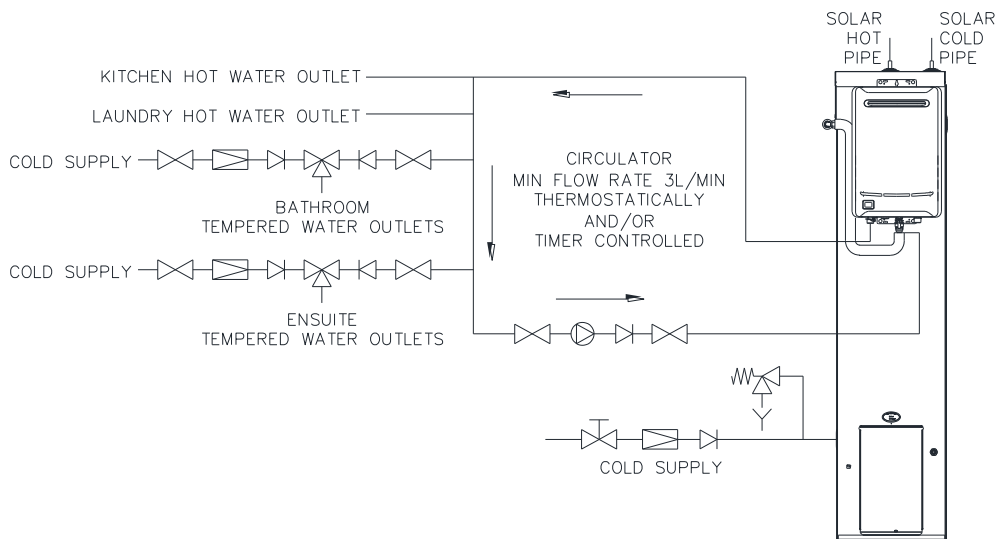 SOLAR
HOT
PIPE
SOLAR
COLD
PIPE
KITCHEN HOT WATER OUTLET
LAUNDRY HOT WATER OUTLET
COLD SUPPLY
BATHROOM
TEMPERED WATER OUTLETS
CIRCULATOR
MIN FLOW RATE 3L/MIN
THERMOSTATICALLY
AND/OR
TIMER CONTROLLED
COLD SUPPLY
ENSUITE
TEMPERED WATER OUTLETS
COLD SUPPLY